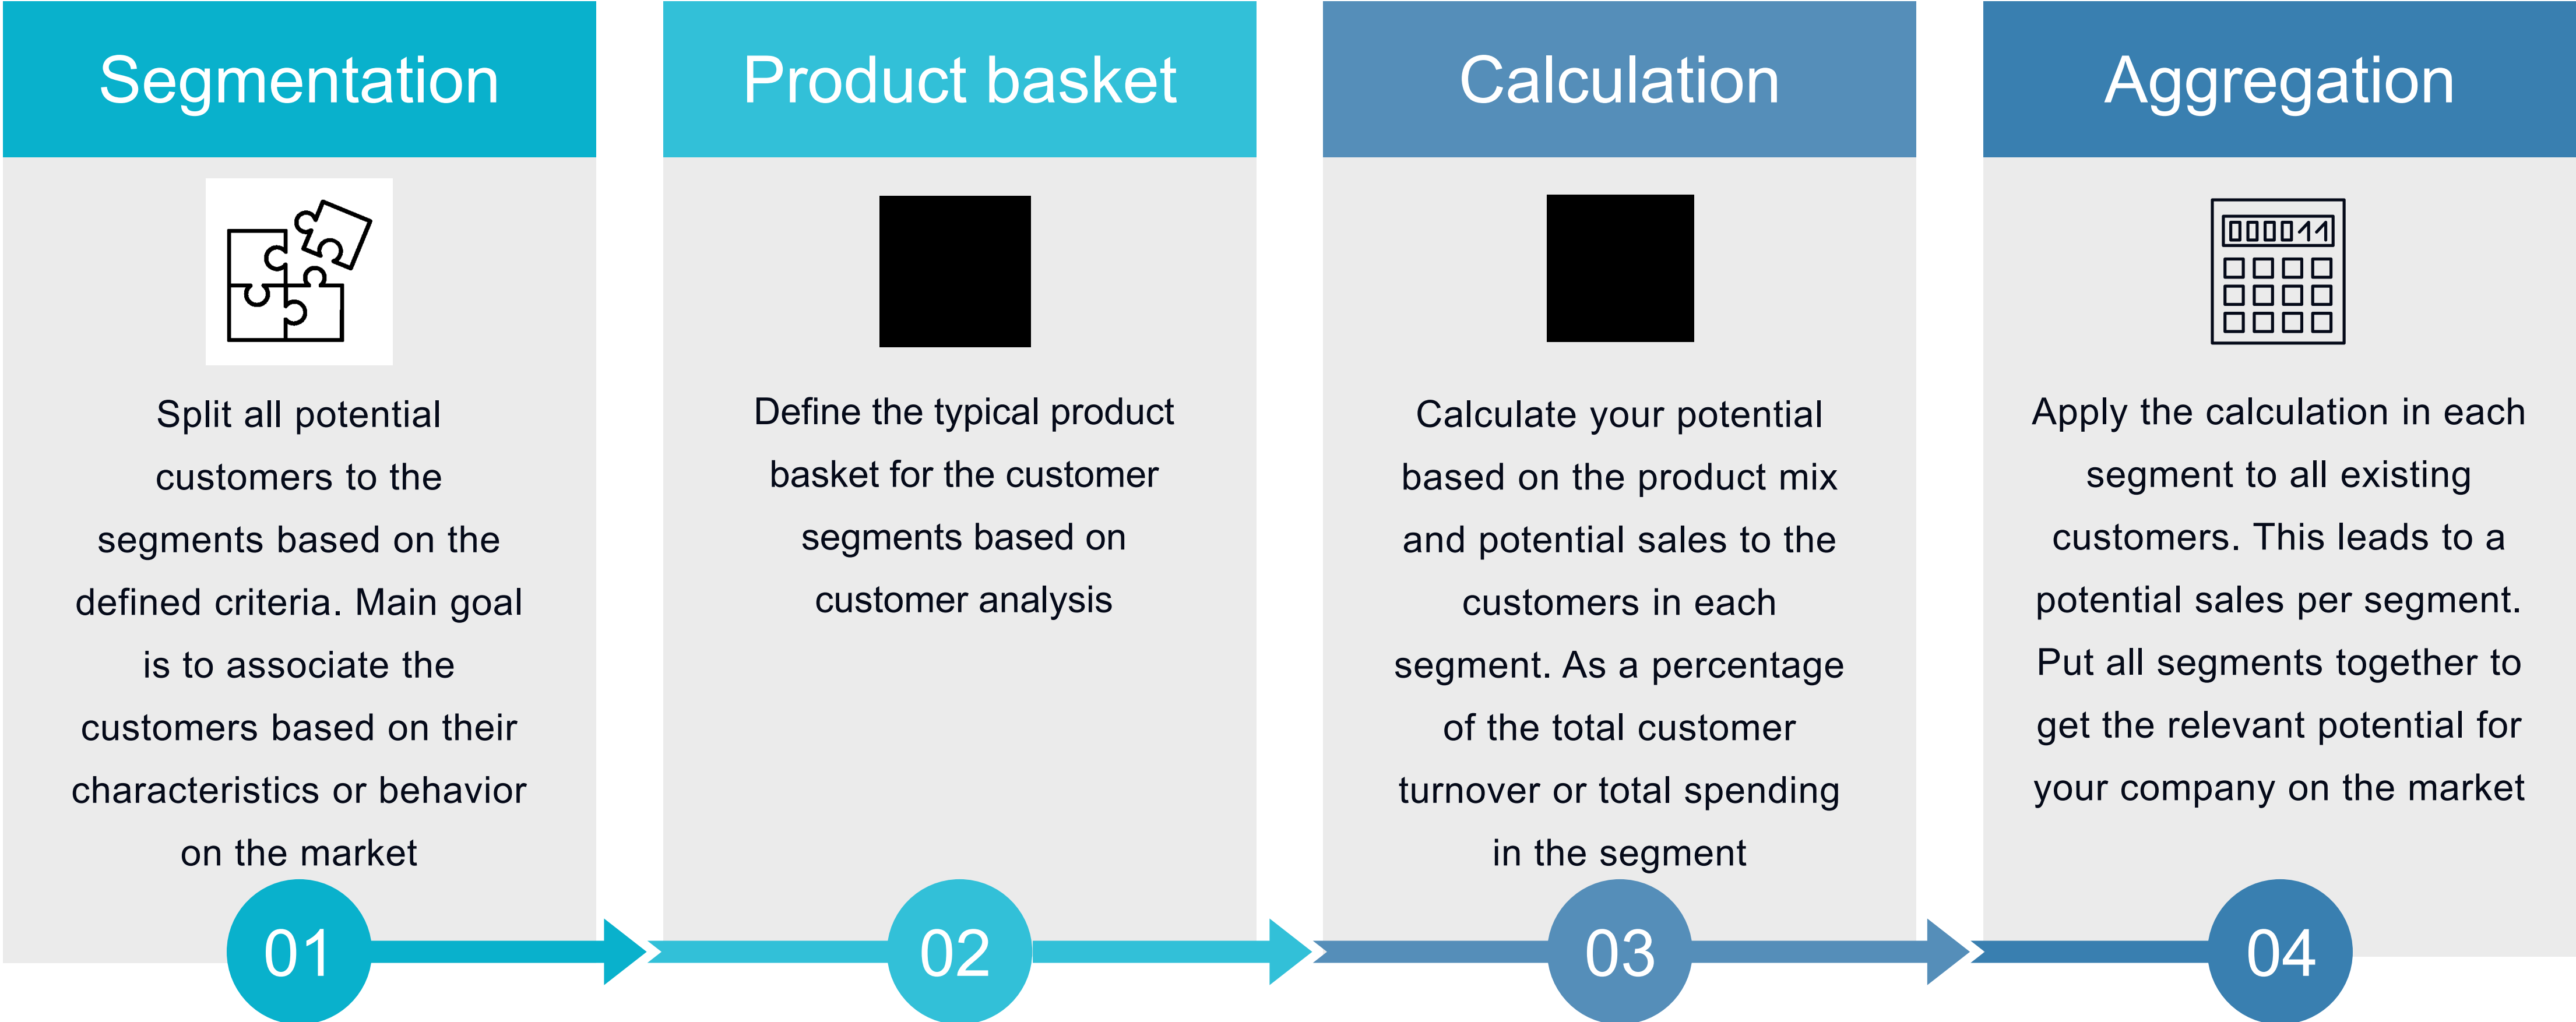 Segmentation
Split all potential
customers to the
segments based on the
defined criteria. Main goal
is to associate the
customers based on their
characteristics or behavior
on the market
01
Product basket
Define the typical product
basket for the customer
segments based on
customer analysis
02
Calculation
Calculate your potential
based on the product mix
and potential sales to the
customers in each
segment. As a percentage
of the total customer
turnover or total spending
in the segment
03
Aggregation
000011
Apply the calculation in each
segment to all existing
customers. This leads to a
potential sales per segment.
Put all segments together to
get the relevant potential for
your company on the market
04